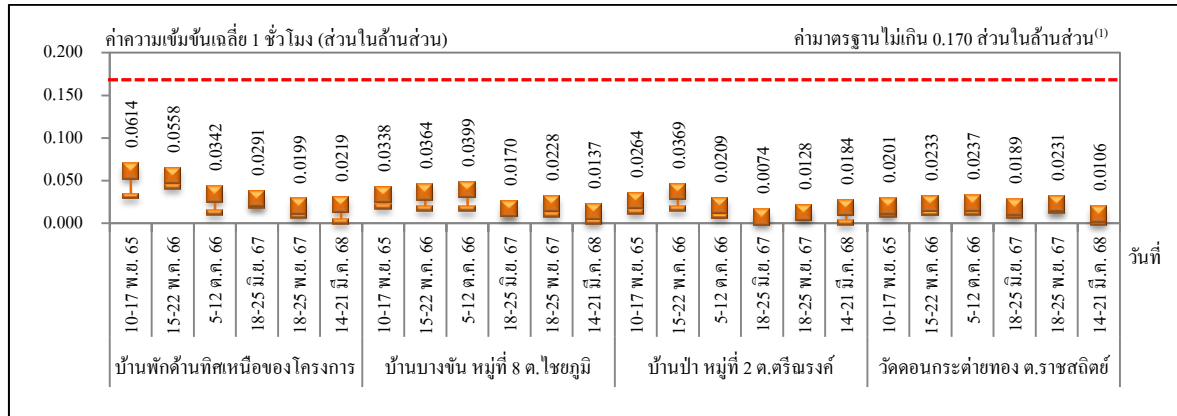 ค่าความเข้มข้นเฉลี่ย 1 ชั่วโมง (ส่วนในล้านส่วน)
ค่ามาตรฐานไม่เกิน 0.170 ส่วนในล้านส่วน(1)
0.200
0.150
0.100
0.050
0.000
0.0614
0.0558
0.0342
0.0291
0.0199
0.0219
0.0338
0.0364
0.0399
0.0170
0.0228
0.0137
0.0264
0.0369
0.0209
0.0074
0.0128
0.0184
0.0201
0.0233
0.0237
0.0189
0.0231
0.0106
10-17 พ.ย. 65
15-22 พ.ค. 66
5-12 ต.ค. 66
18-25 มิ.ย. 67
18-25 พ.ย. 67
14-21 มี.ค. 68
10-17 พ.ย. 65
15-22 พ.ค. 66
5-12 ต.ค. 66
18-25 มิ.ย. 67
18-25 พ.ย. 67
14-21 มี.ค. 68
10-17 พ.ย. 65
15-22 พ.ค. 66
5-12 ต.ค. 66
18-25 มิ.ย. 67
18-25 พ.ย. 67
14-21 มี.ค. 68
10-17 พ.ย. 65
15-22 พ.ค. 66
5-12 ต.ค. 66
18-25 มิ.ย. 67
18-25 พ.ย. 67
14-21 มี.ค. 68
วันที่
บ้านพักด้านทิศเหนือของโครงการ
บ้านบางขัน หมู่ที่ 8 ต.ไชยภูมิ
บ้านป่า หมู่ที่ 2 ต.ตรีณรงค์
วัดดอนกระต่ายทอง ต.ราชสถิตย์